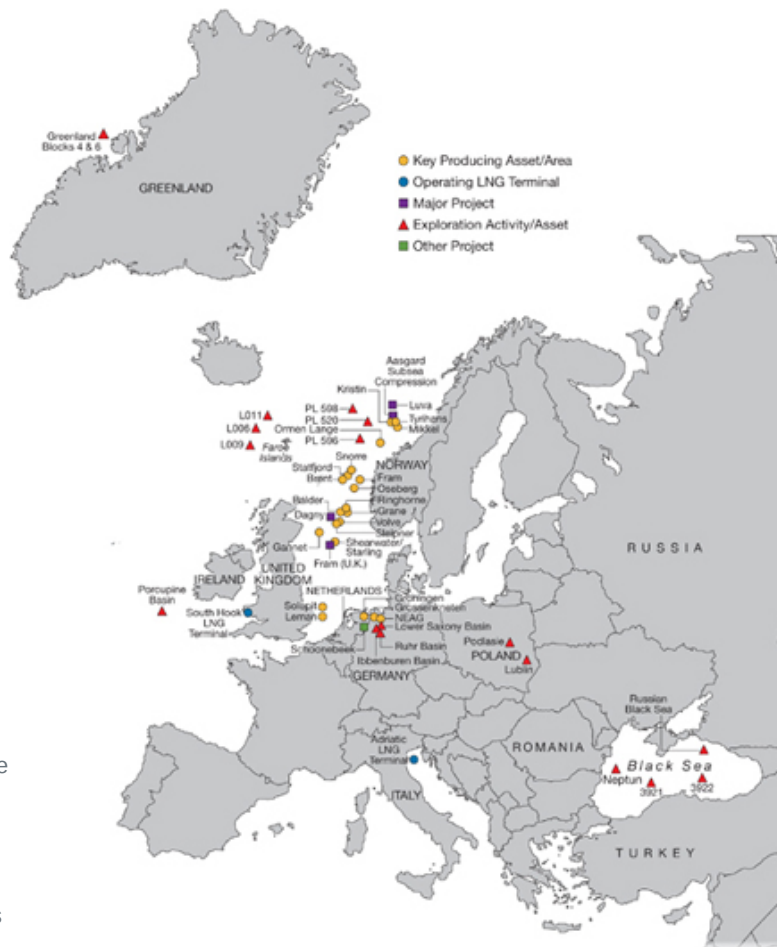 Greenland
Blocks 4 & 6
GREENLAND
Key Producing Asset/Area
Operating LNG Terminal
Major Project
Exploration Activity/Asset
Other Project
Aasgard
Subsea
Compression
Kristin
Luva
PL 598
PL 520
Tyrihans
Mikkel
Ormen Lange
PL 596
L011
L006
L009
Faroe
Islands
Snorre
NORWAY
Statfjord
Brent
Fram
Oseberg
Ringhorne
Balder
Grane
Dagny
Volve
Sleipner
Gannet
Shearwater/
Starling
Fram (U.K.)
RUSSIA
IRELAND
UNITED
KINGDOM
Porcupine
Basin
South Hook
LNG
Terminal
NETHERLANDS
Groningen
Solepit
Leman
NEAG
Lower Saxony Basin
Schoonebeek
Ruhr Basin
Ibbenburen Basin
GERMANY
Podlasie
POLAND
Lublin
Russian
Black Sea
Adriatic
LNG
Terminal
ROMANIA
Black Sea
Neptun
3921
3922
ITALY
TURKEY
e
s